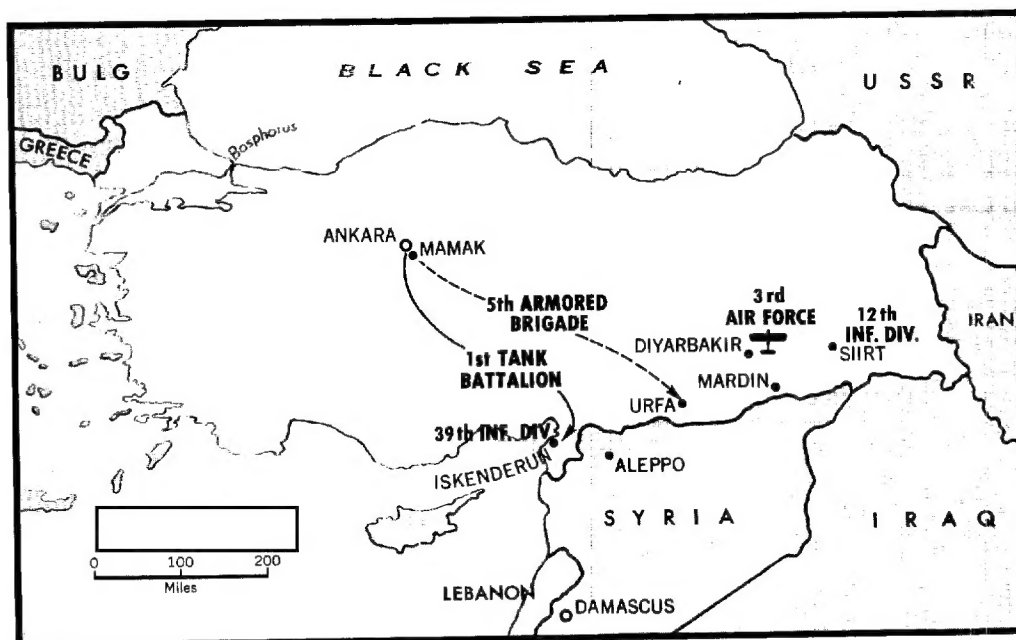 BULG
BLACK SEA
USSR
GREECE
Bosphorus
ANKARA
MAMAK
5th ARMORED
BRIGADE
3rd
AIR FORCE
12th
INF. DIV.
IRAN
DIYARBAKIR
SIIRT
1st TANK
BATTALION
MARDIN
URFA
39th INF. DIV.
ISKENDERUN
ALEPPO
SYRIA
IRAQ
0 100 200
Miles
LEBANON
DAMASCUS